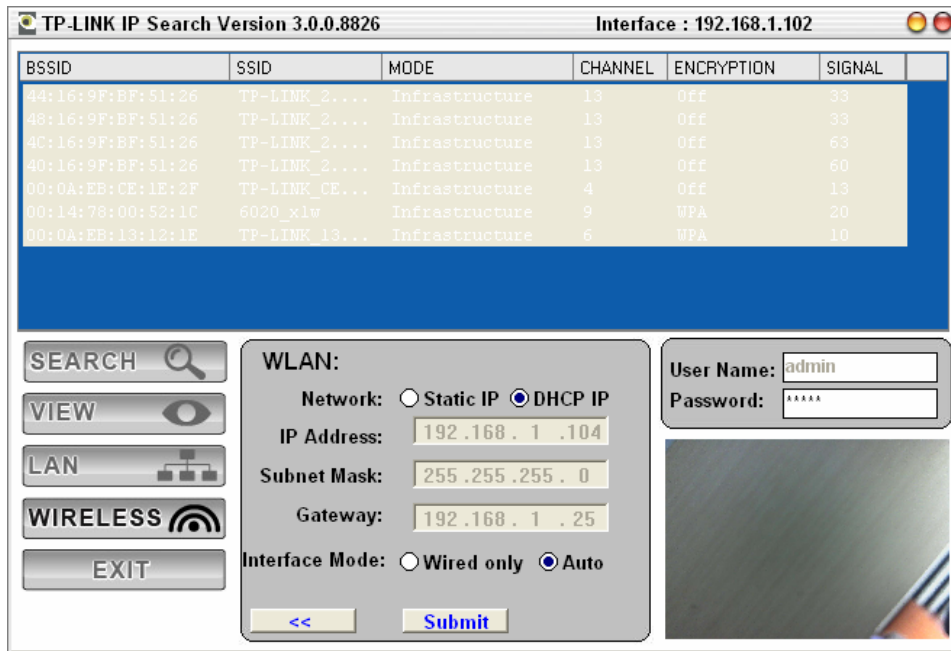 TP-LINK IP Search Version 3.0.0.8826 Interface : 192.168.1.102
BSSID SSID MODE CHANNEL ENCRYPTION SIGNAL
44:16:9F:BF:51:26 TP-LINK_2.... Infrastructure 13 Off 33
48:16:9F:BF:51:26 TP-LINK_2.... Infrastructure 13 Off 33
4C:16:9F:BF:51:26 TP-LINK_2.... Infrastructure 13 Off 63
40:16:9F:BF:51:26 TP-LINK_2.... Infrastructure 13 Off 60
00:0A:EB:CE:1E:2F TP-LINK_CE... Infrastructure 4 Off 13
00:14:78:00:52:1C 6020_xlw Infrastructure 9 WPA 20
00:0A:EB:13:12:1E TP-LINK_13... Infrastructure 6 WPA 10
SEARCH
VIEW
LAN
WIRELESS
EXIT
WLAN:
Network: Static IP DHCP IP
IP Address: 192.168.1.104
Subnet Mask: 255.255.255.0
Gateway: 192.168.1.25
Interface Mode: Wired only Auto
<< Submit
User Name: admin
Password: *****